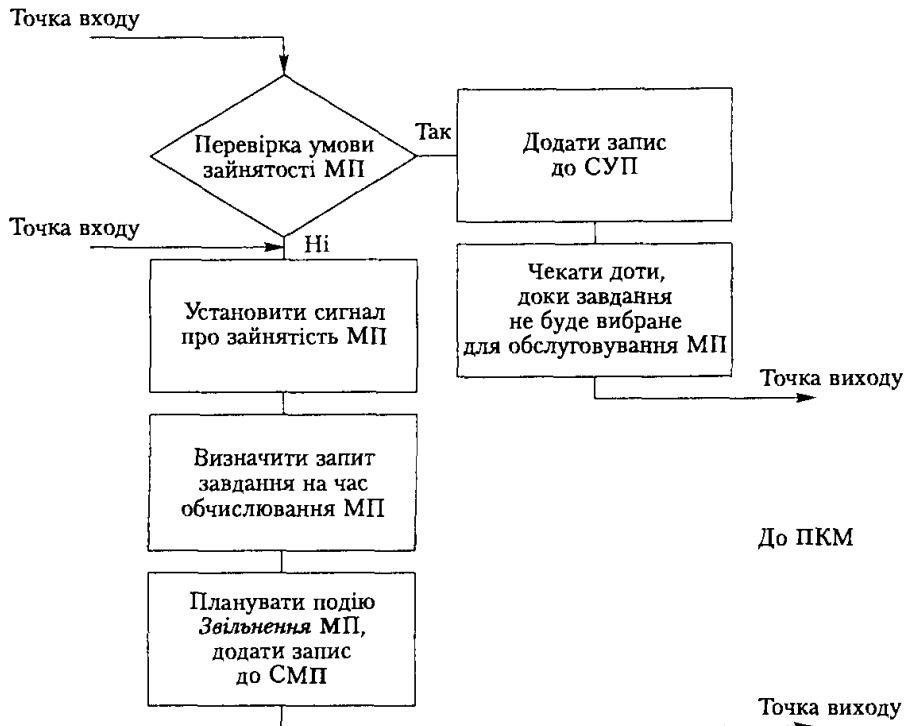 Точка входу
Перевірка умови
зайнятості МП
Так
Додати запис
до СУП
Точка входу
Ні
Установити сигнал
про зайнятість МП
Чекати доти,
доки завдання
не буде вибране
для обслуговування МП
Точка виходу
Визначити запит
завдання на час
обчислювання МП
До ПКМ
Планувати подію
Звільнення МП,
додати запис
до СМП
Точка виходу